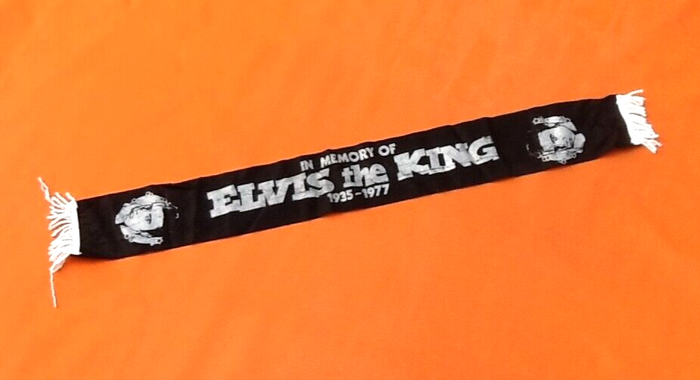 IN MEMORY OF
ELVIS the KING
1935-1977